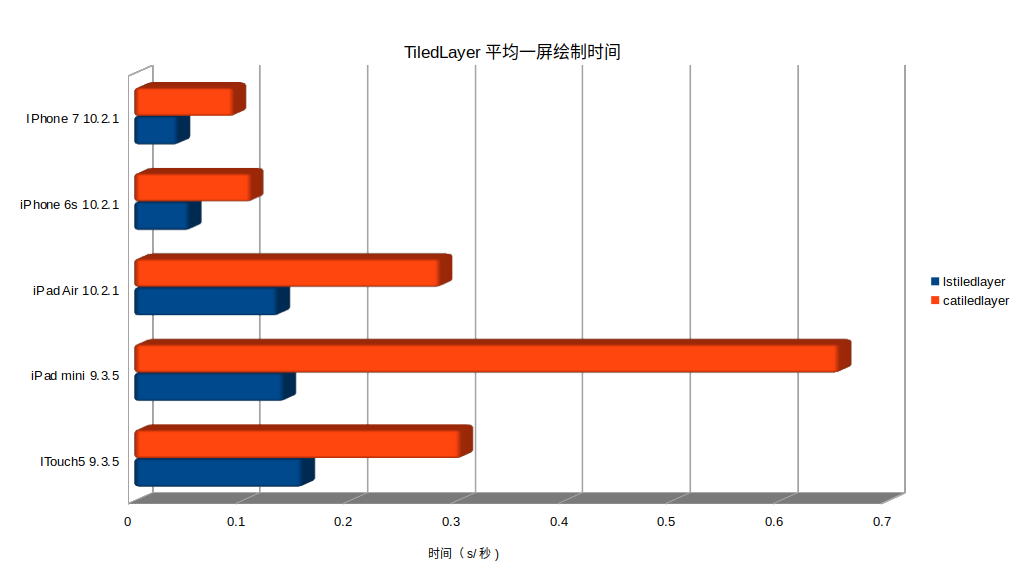 TiledLayer 平均一屏绘制时间
IPhone 7 10.2.1
iPhone 6s 10.2.1
iPad Air 10.2.1
iPad mini 9.3.5
ITouch5 9.3.5
0 0.1 0.2 0.3 0.4 0.5 0.6 0.7
时间（ s/ 秒 )
lstiledlayer
catiledlayer